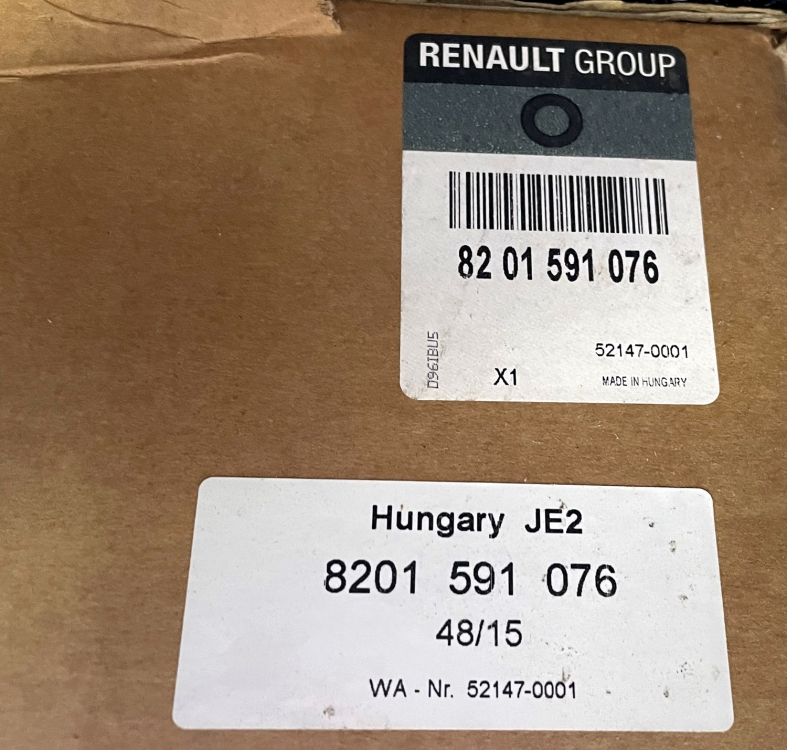 RENAULT GROUP
82 01 591 076
D96IBU5
52147-0001
X1
MADE IN HUNGARY
Hungary JE2
8201 591 076
48/15
WA - Nr. 52147-0001